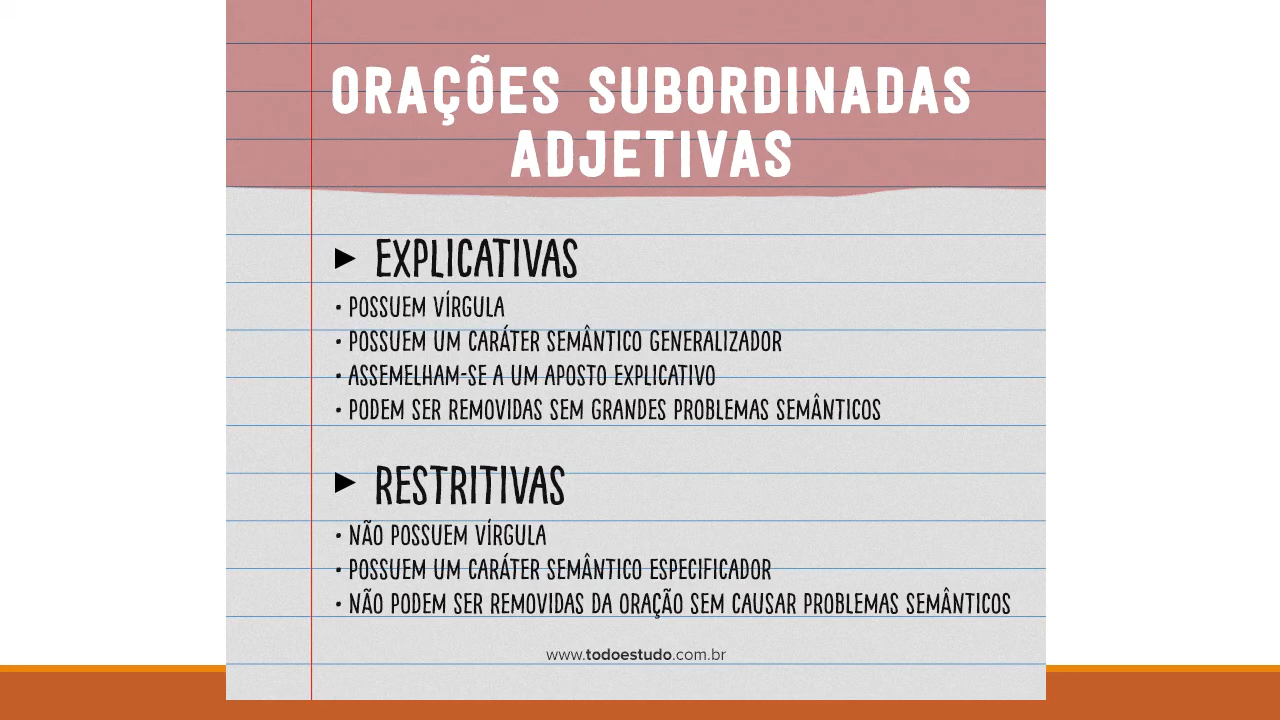 ORAÇÕES SUBORDINADAS
ADJETIVAS
► EXPLICATIVAS
• POSSUEM VÍRGULA
• POSSUEM UM CARÁTER SEMÂNTICO GENERALIZADOR
• ASSEMELHAM-SE A UM APOSTO EXPLICATIVO
• PODEM SER REMOVIDAS SEM GRANDES PROBLEMAS SEMÂNTICOS
► RESTRITIVAS
• NÃO POSSUEM VÍRGULA
• POSSUEM UM CARÁTER SEMÂNTICO ESPECIFICADOR
• NÃO PODEM SER REMOVIDAS DA ORAÇÃO SEM CAUSAR PROBLEMAS SEMÂNTICOS
www.todoestudo.com.br